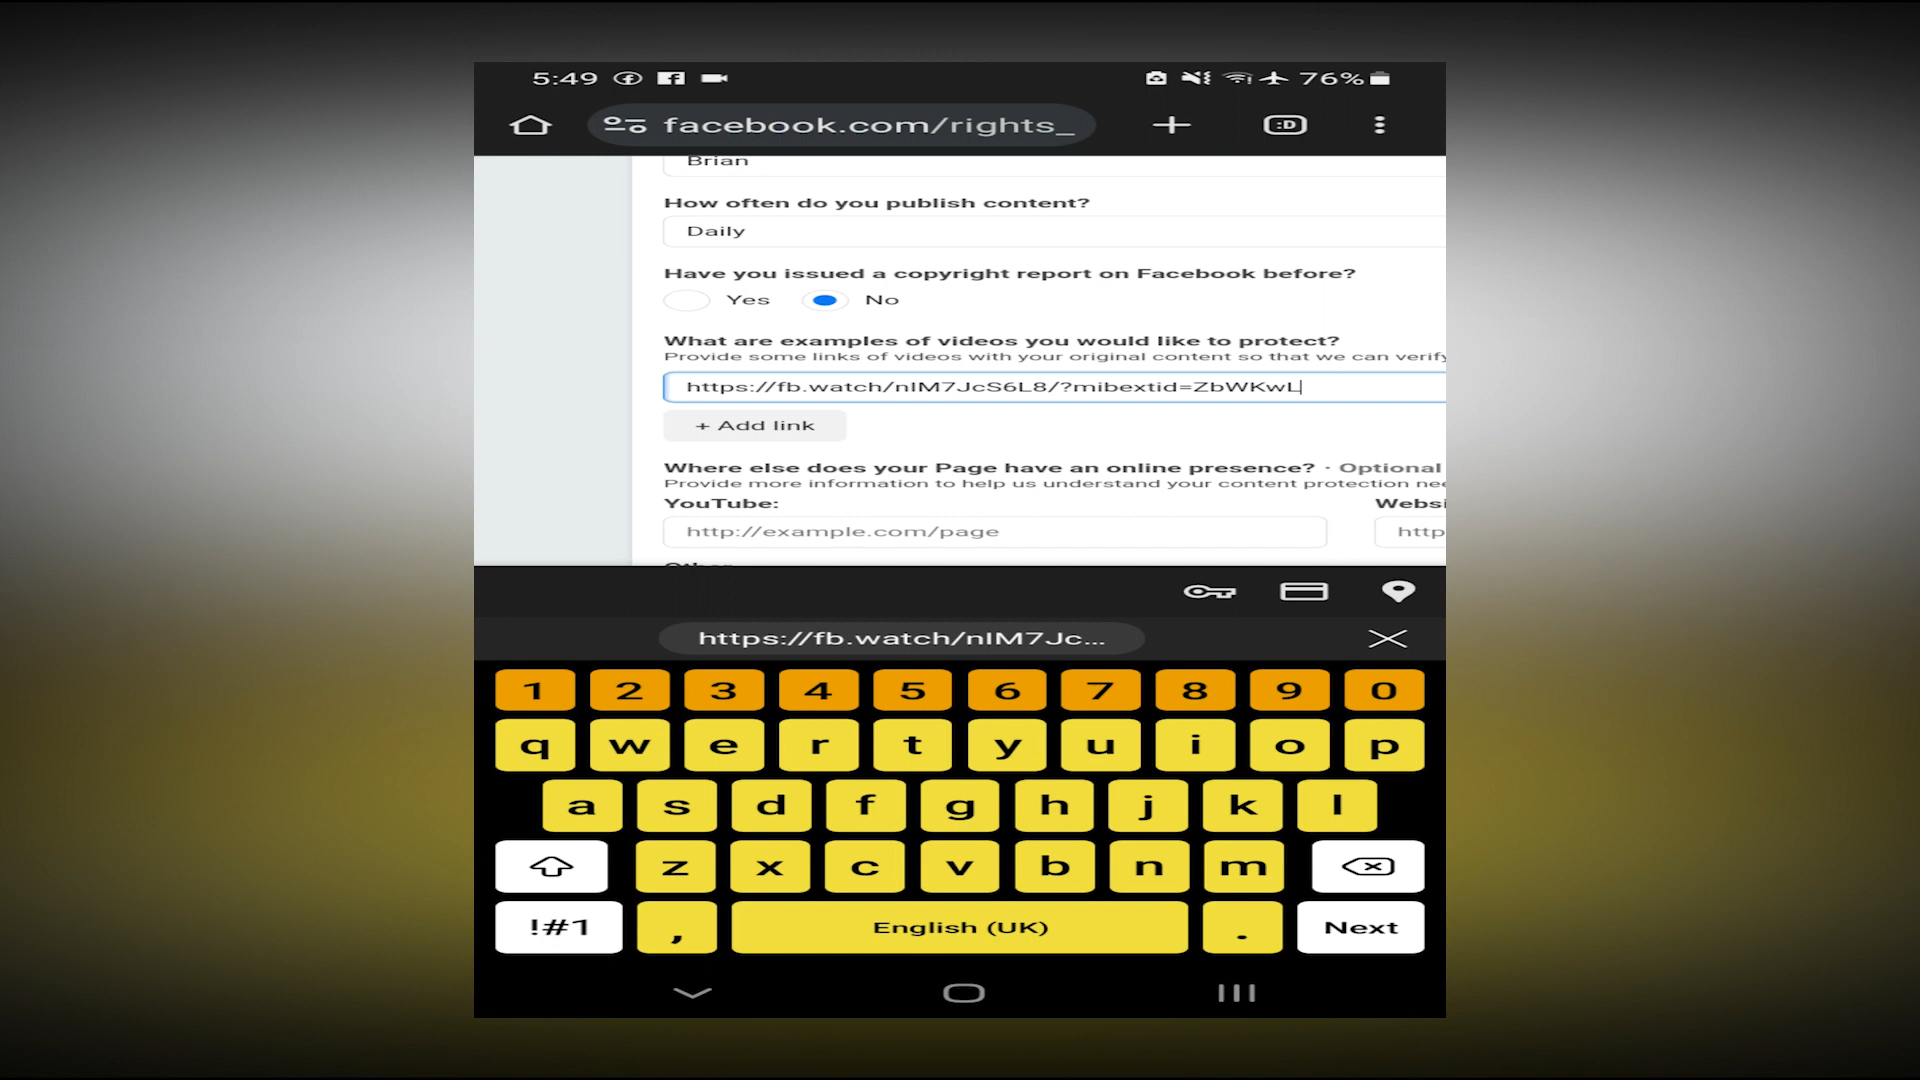 5:49 76%
facebook.com/rights_ :D
Brian
How often do you publish content?
Daily
Have you issued a copyright report on Facebook before?
Yes No
What are examples of videos you would like to protect?
Provide some links of videos with your original content so that we can verify
https://fb.watch/nIM7JcS6L8/?mibextid=ZbWKwL
+ Add link
Where else does your Page have an online presence? · Optional
Provide more information to help us understand your content protection nee
YouTube: Websi
http://example.com/page http
https://fb.watch/nIM7Jc...
1 2 3 4 5 6 7 8 9 0
q w e r t y u i o p
a s d f g h j k l
z x c v b n m
!#1 , English (UK) . Next